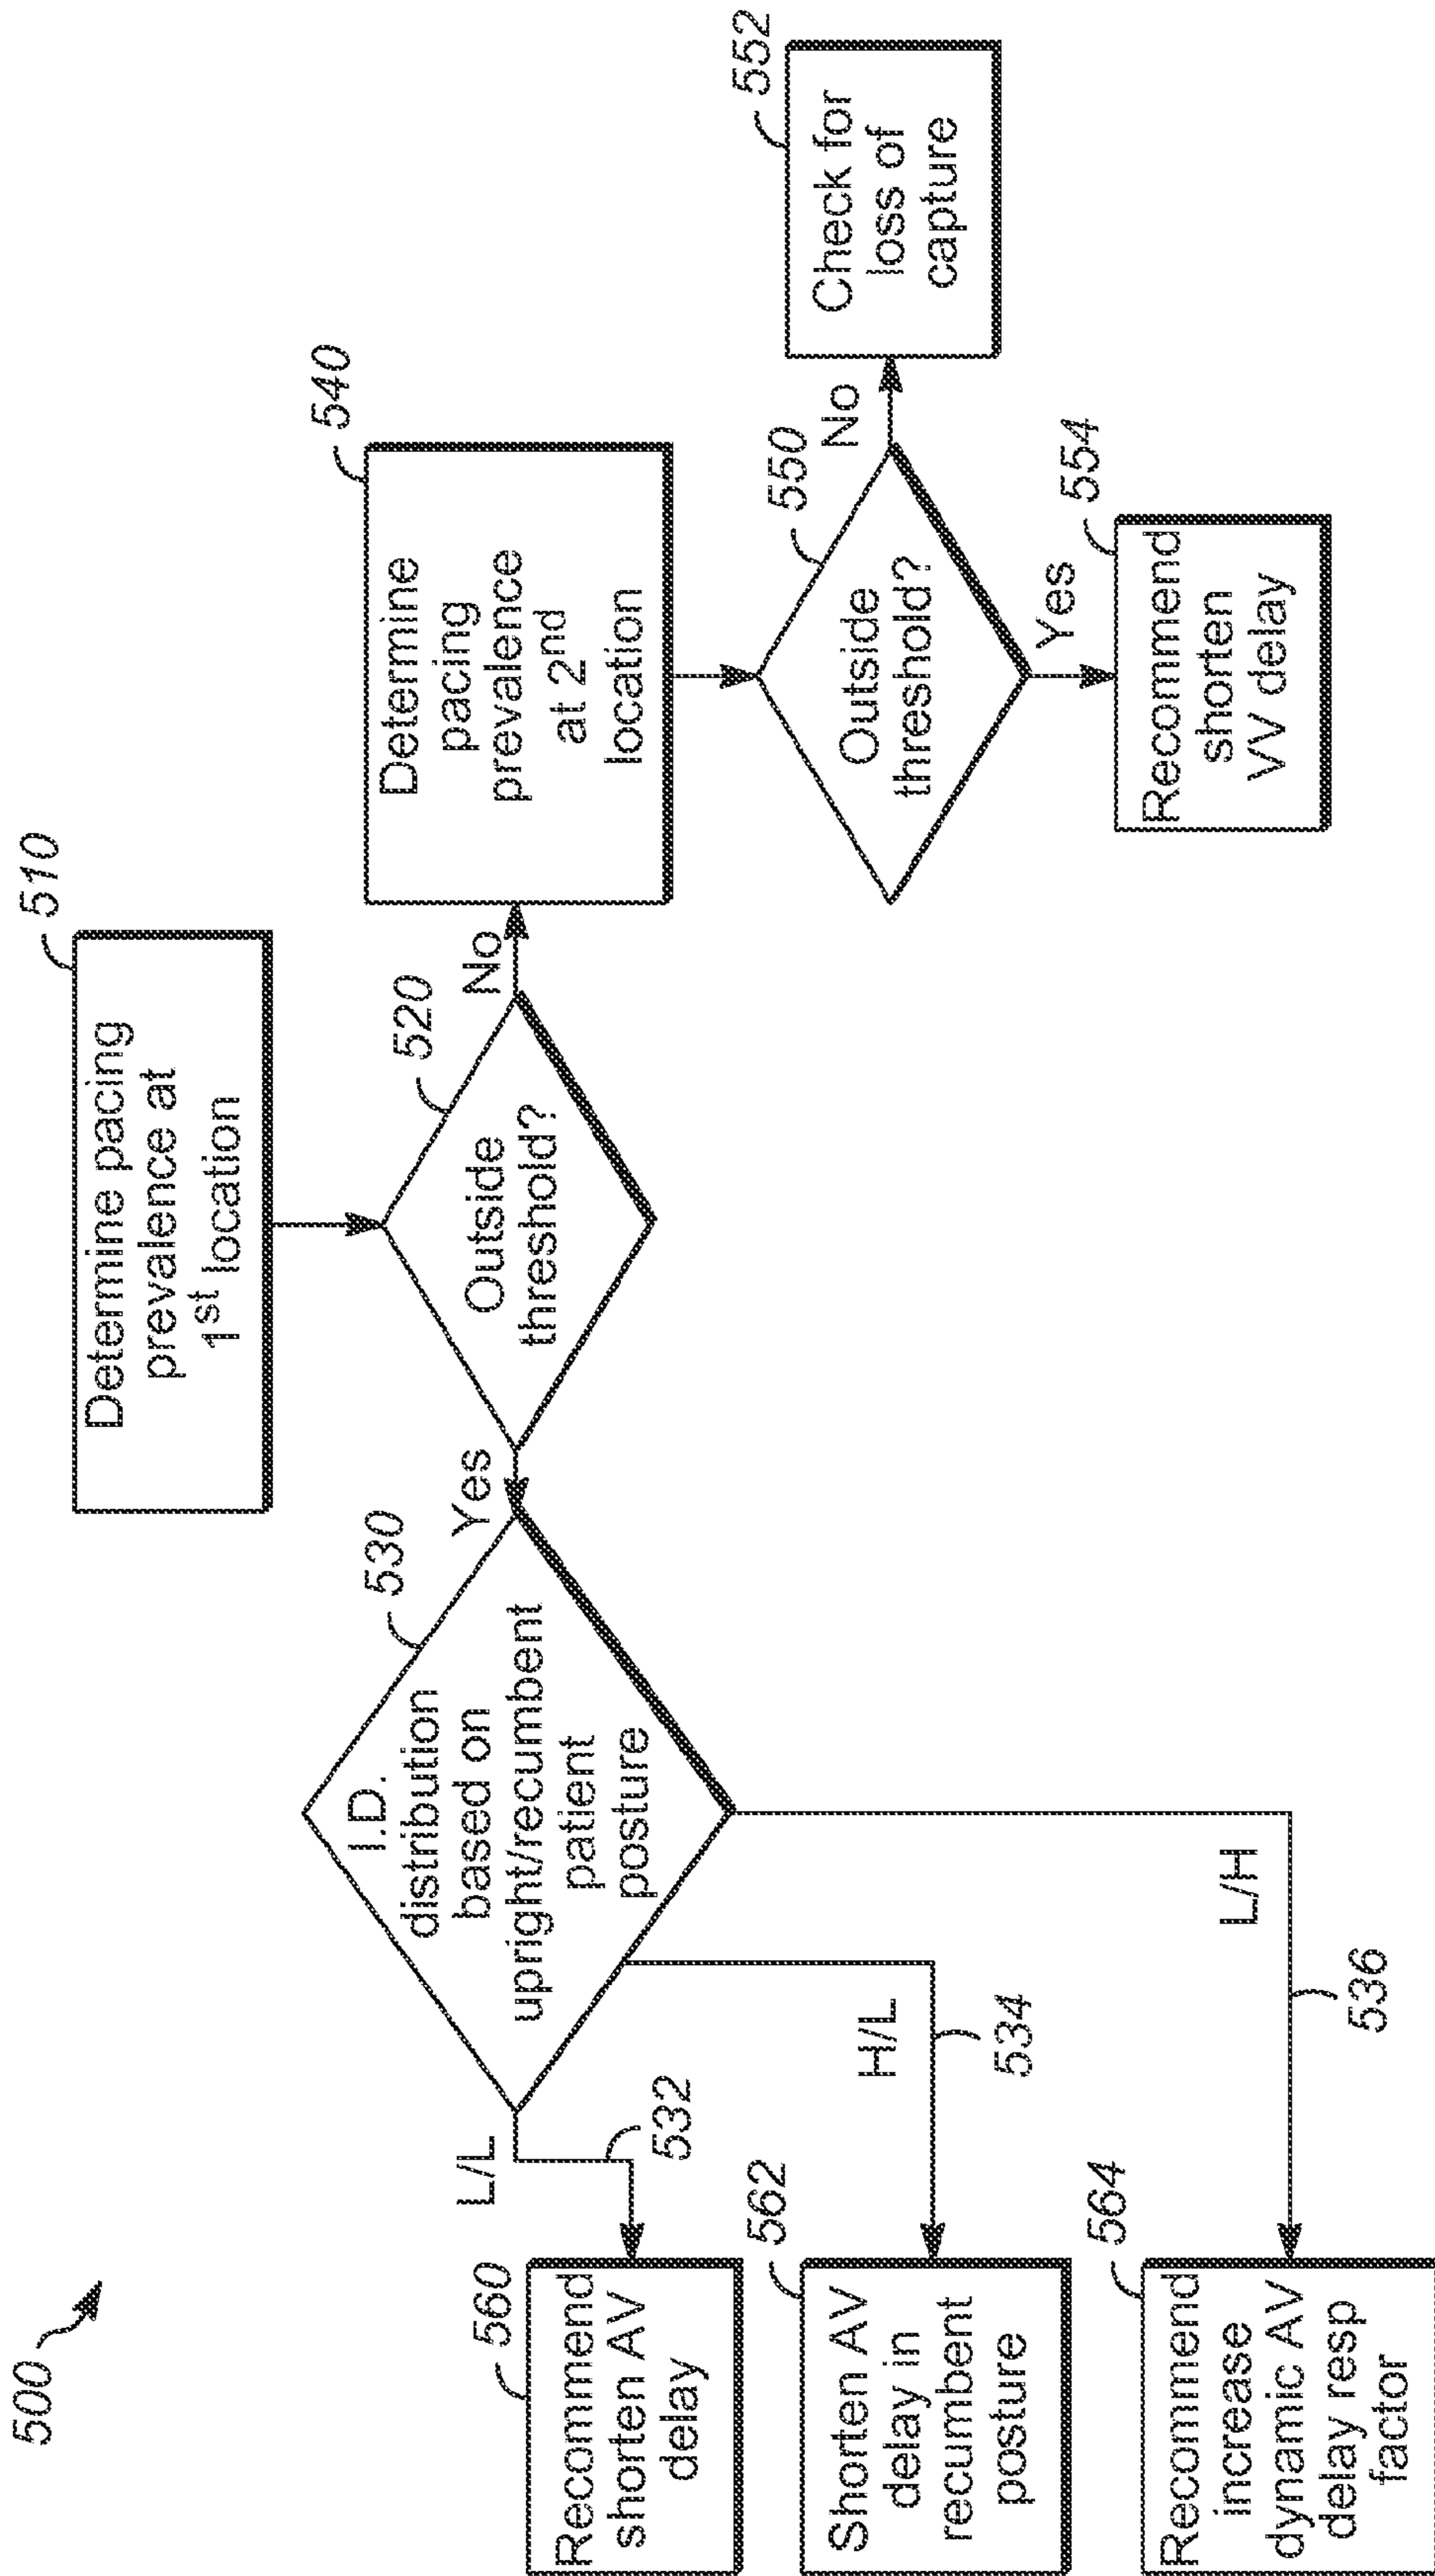 500
510
Determine pacing
prevalence at
1st location
520
Outside
threshold?
Yes
No
530
I.D.
distribution
based on
upright/recumbent
patient
posture
540
Determine
pacing
prevalence
at 2nd
location
550
Outside
threshold?
No
Yes
552
Check for
loss of
capture
554
Recommend
shorten
VV delay
L/L
532
H/L
534
L/H
536
560
Recommend
shorten AV
delay
562
Shorten AV
delay in
recumbent
posture
564
Recommend
increase
dynamic AV
delay resp
factor